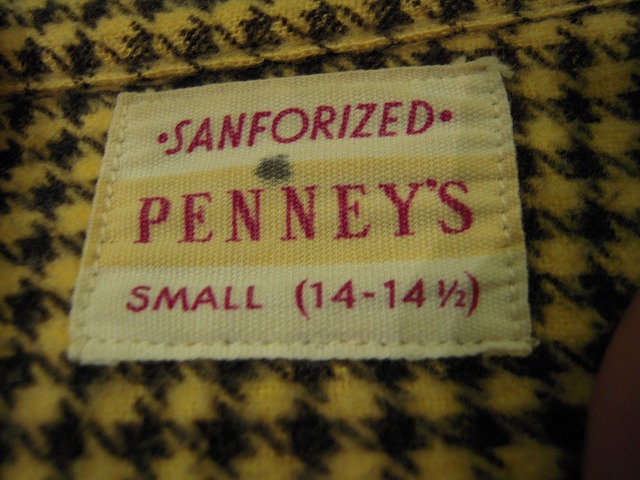 •SANFORIZED•
PENNEY'S
SMALL (14-14½)